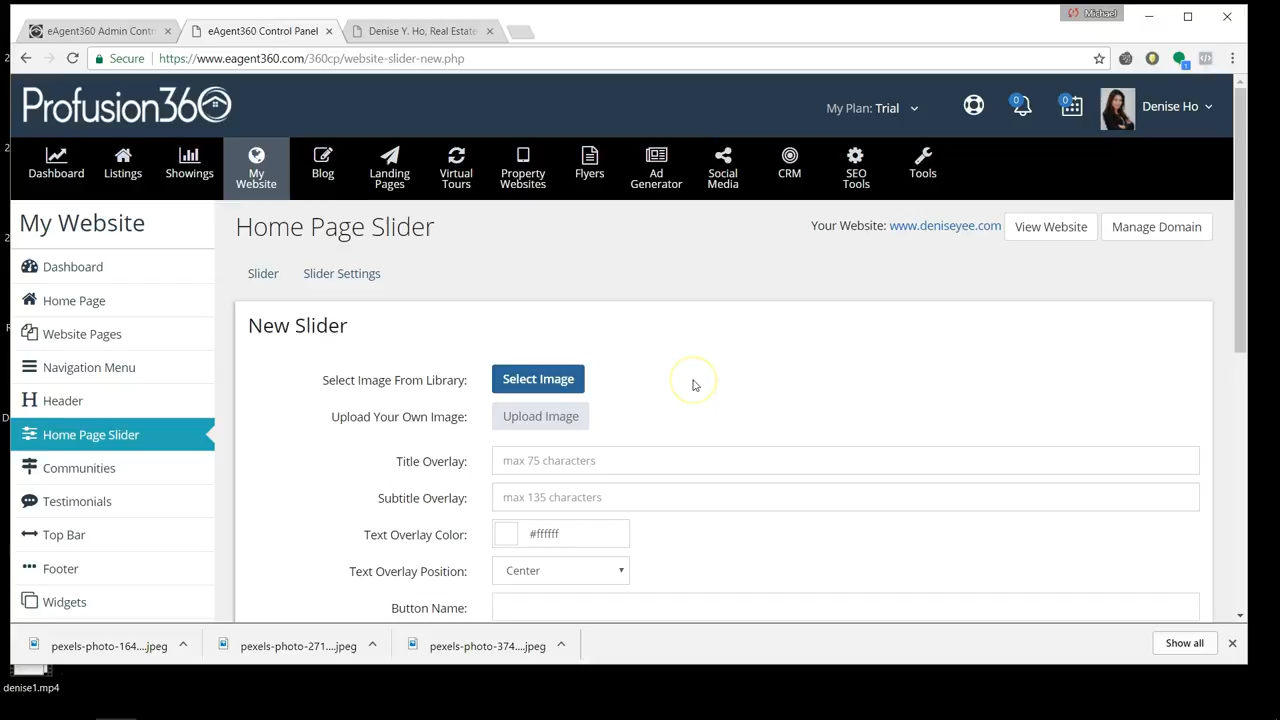 Michael
eAgent360 Admin Contr
eAgent360 Control Panel
Denise Y. Ho, Real Estate
Secure
https://www.eagent360.com/360cp/website-slider-new.php
1
Profusion360
My Plan: Trial
0
0
Denise Ho
Dashboard
Listings
Showings
My Website
Blog
Landing Pages
Virtual Tours
Property Websites
Flyers
Ad Generator
Social Media
CRM
SEO Tools
Tools
My Website
Home Page Slider
Your Website: www.deniseyee.com
View Website
Manage Domain
Dashboard
Home Page
Website Pages
Navigation Menu
Header
Home Page Slider
Communities
Testimonials
Top Bar
Footer
Widgets
Slider
Slider Settings
New Slider
Select Image From Library:
Select Image
Upload Your Own Image:
Upload Image
Title Overlay:
max 75 characters
Subtitle Overlay:
max 135 characters
Text Overlay Color:
#ffffff
Text Overlay Position:
Center
Button Name:
pexels-photo-164....jpeg
pexels-photo-271....jpeg
pexels-photo-374....jpeg
Show all
denise1.mp4